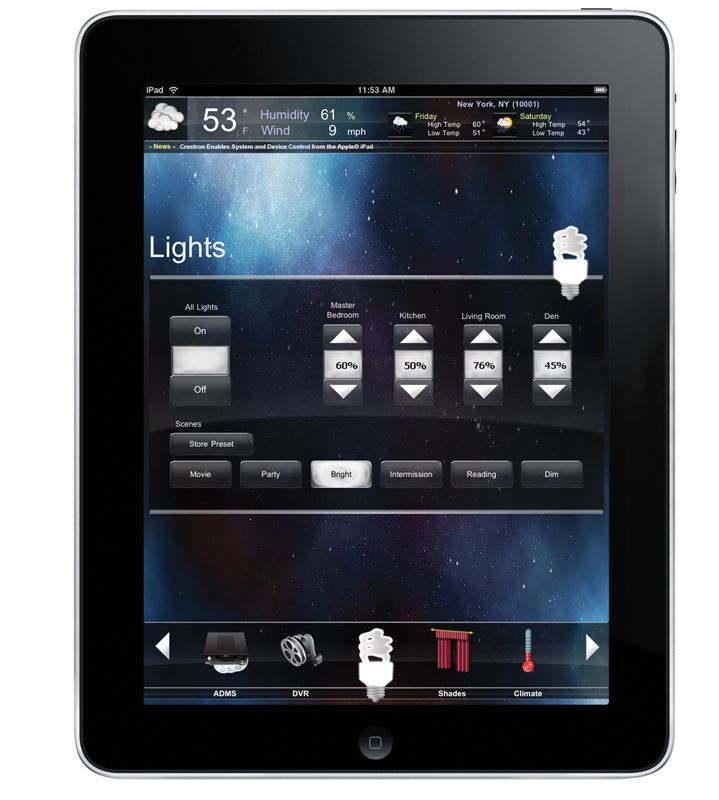 iPad 11:53 AM
New York, NY (10001)
53 ° F Humidity 61 %
Wind 9 mph
Friday
High Temp 60°
Low Temp 51°
Saturday
High Temp 54°
Low Temp 43°
- News - Crestron Enables System and Device Control from the Apple® iPad
Lights
All Lights
On
Off
Master
Bedroom
60%
Kitchen
50%
Living Room
76%
Den
45%
Scenes
Store Preset
Movie Party Bright Intermission Reading Dim
ADMS DVR Shades Climate